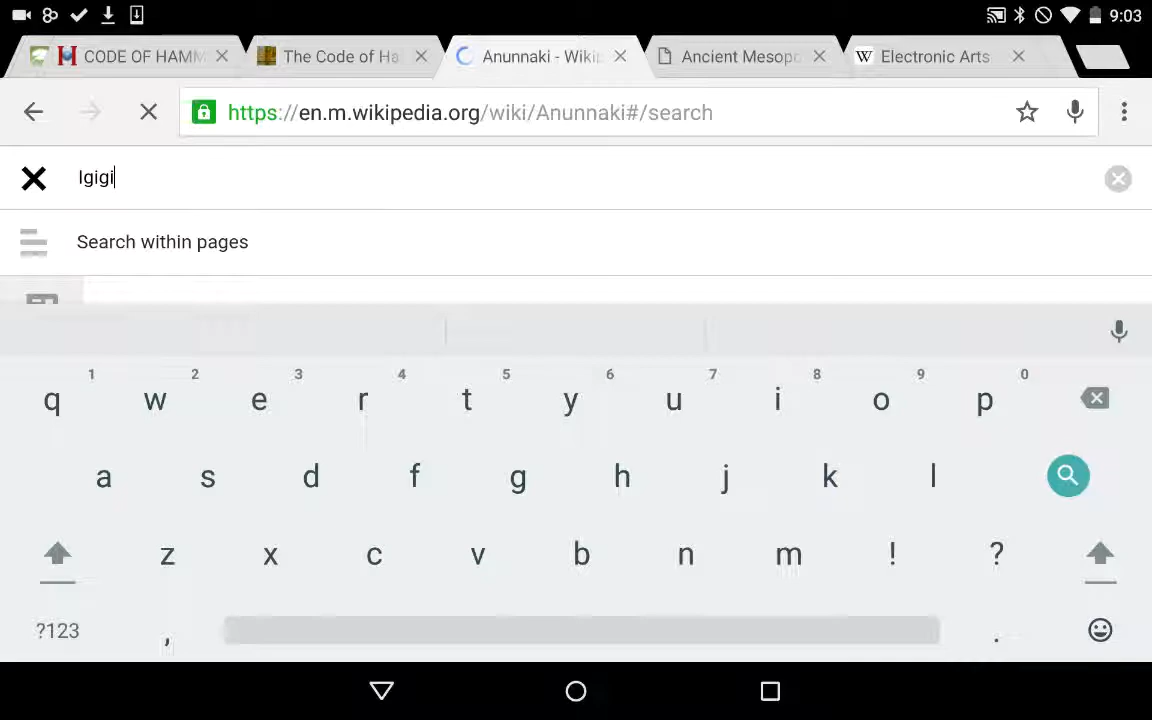 9:03
CODE OF HAMM
The Code of Ha
Anunnaki - Wiki
Ancient Mesopo
W Electronic Arts
https://en.m.wikipedia.org/wiki/Anunnaki#/search
Igigi
Search within pages
1 2 3 4 5 6 7 8 9 0
q w e r t y u i o p
a s d f g h j k l
z x c v b n m ! ?
?123 , .